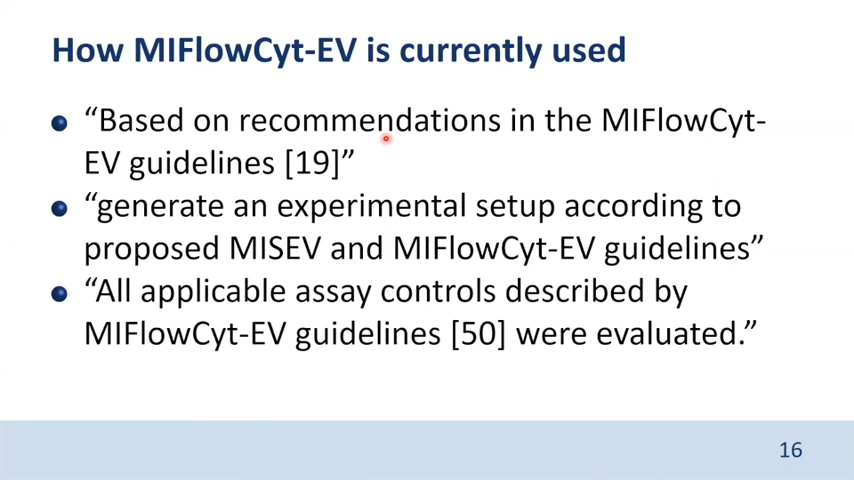 How MIFlowCyt-EV is currently used
“Based on recommendations in the MIFlowCyt-
EV guidelines [19]”
“generate an experimental setup according to
proposed MISEV and MIFlowCyt-EV guidelines”
“All applicable assay controls described by
MIFlowCyt-EV guidelines [50] were evaluated.”
16